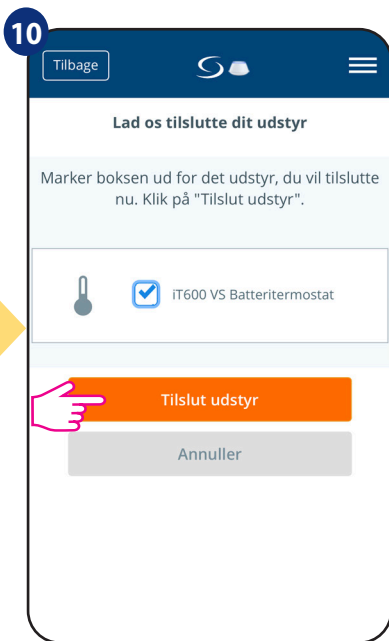 10
Tilbage
Lad os tilslutte dit udstyr
Marker boksen ud for det udstyr, du vil tilslutte
nu. Klik på "Tilslut udstyr".
iT600 VS Batteritermostat
Tilslut udstyr
Annuller